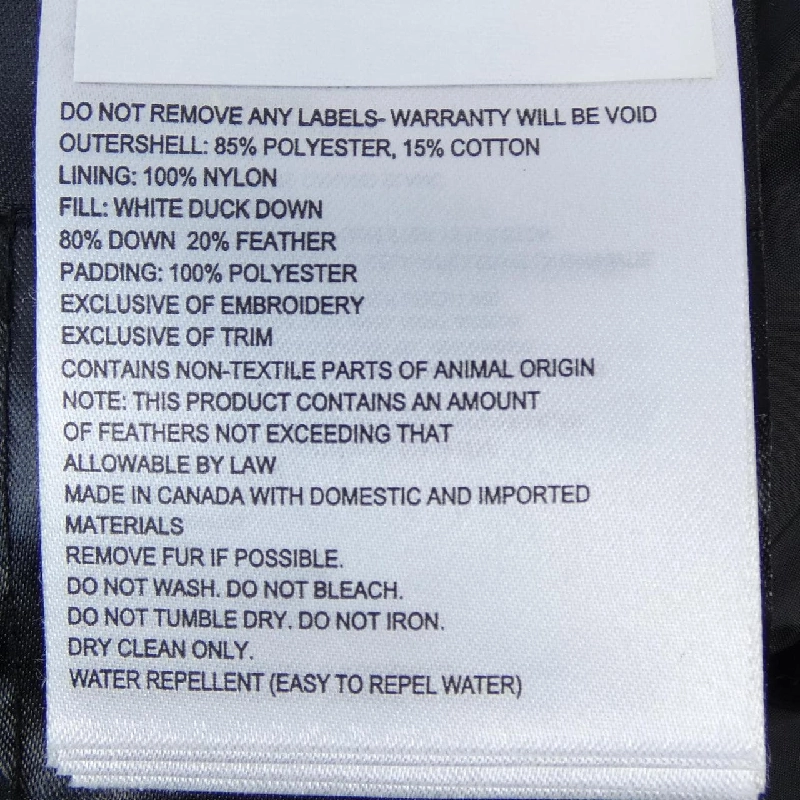 DO NOT REMOVE ANY LABELS- WARRANTY WILL BE VOID
OUTERSHELL: 85% POLYESTER, 15% COTTON
LINING: 100% NYLON
FILL: WHITE DUCK DOWN
80% DOWN 20% FEATHER
PADDING: 100% POLYESTER
EXCLUSIVE OF EMBROIDERY
EXCLUSIVE OF TRIM
CONTAINS NON-TEXTILE PARTS OF ANIMAL ORIGIN
NOTE: THIS PRODUCT CONTAINS AN AMOUNT
OF FEATHERS NOT EXCEEDING THAT
ALLOWABLE BY LAW
MADE IN CANADA WITH DOMESTIC AND IMPORTED
MATERIALS
REMOVE FUR IF POSSIBLE.
DO NOT WASH. DO NOT BLEACH.
DO NOT TUMBLE DRY. DO NOT IRON.
DRY CLEAN ONLY.
WATER REPELLENT (EASY TO REPEL WATER)